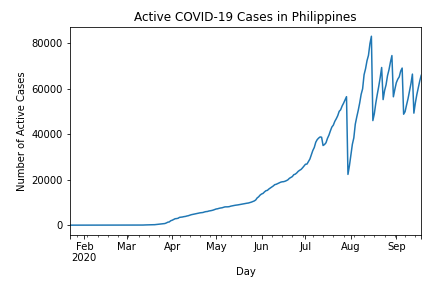 Active COVID-19 Cases in Philippines
Number of Active Cases
80000
60000
40000
20000
0
Feb
2020
Mar
Apr
May
Jun
Jul
Aug
Sep
Day